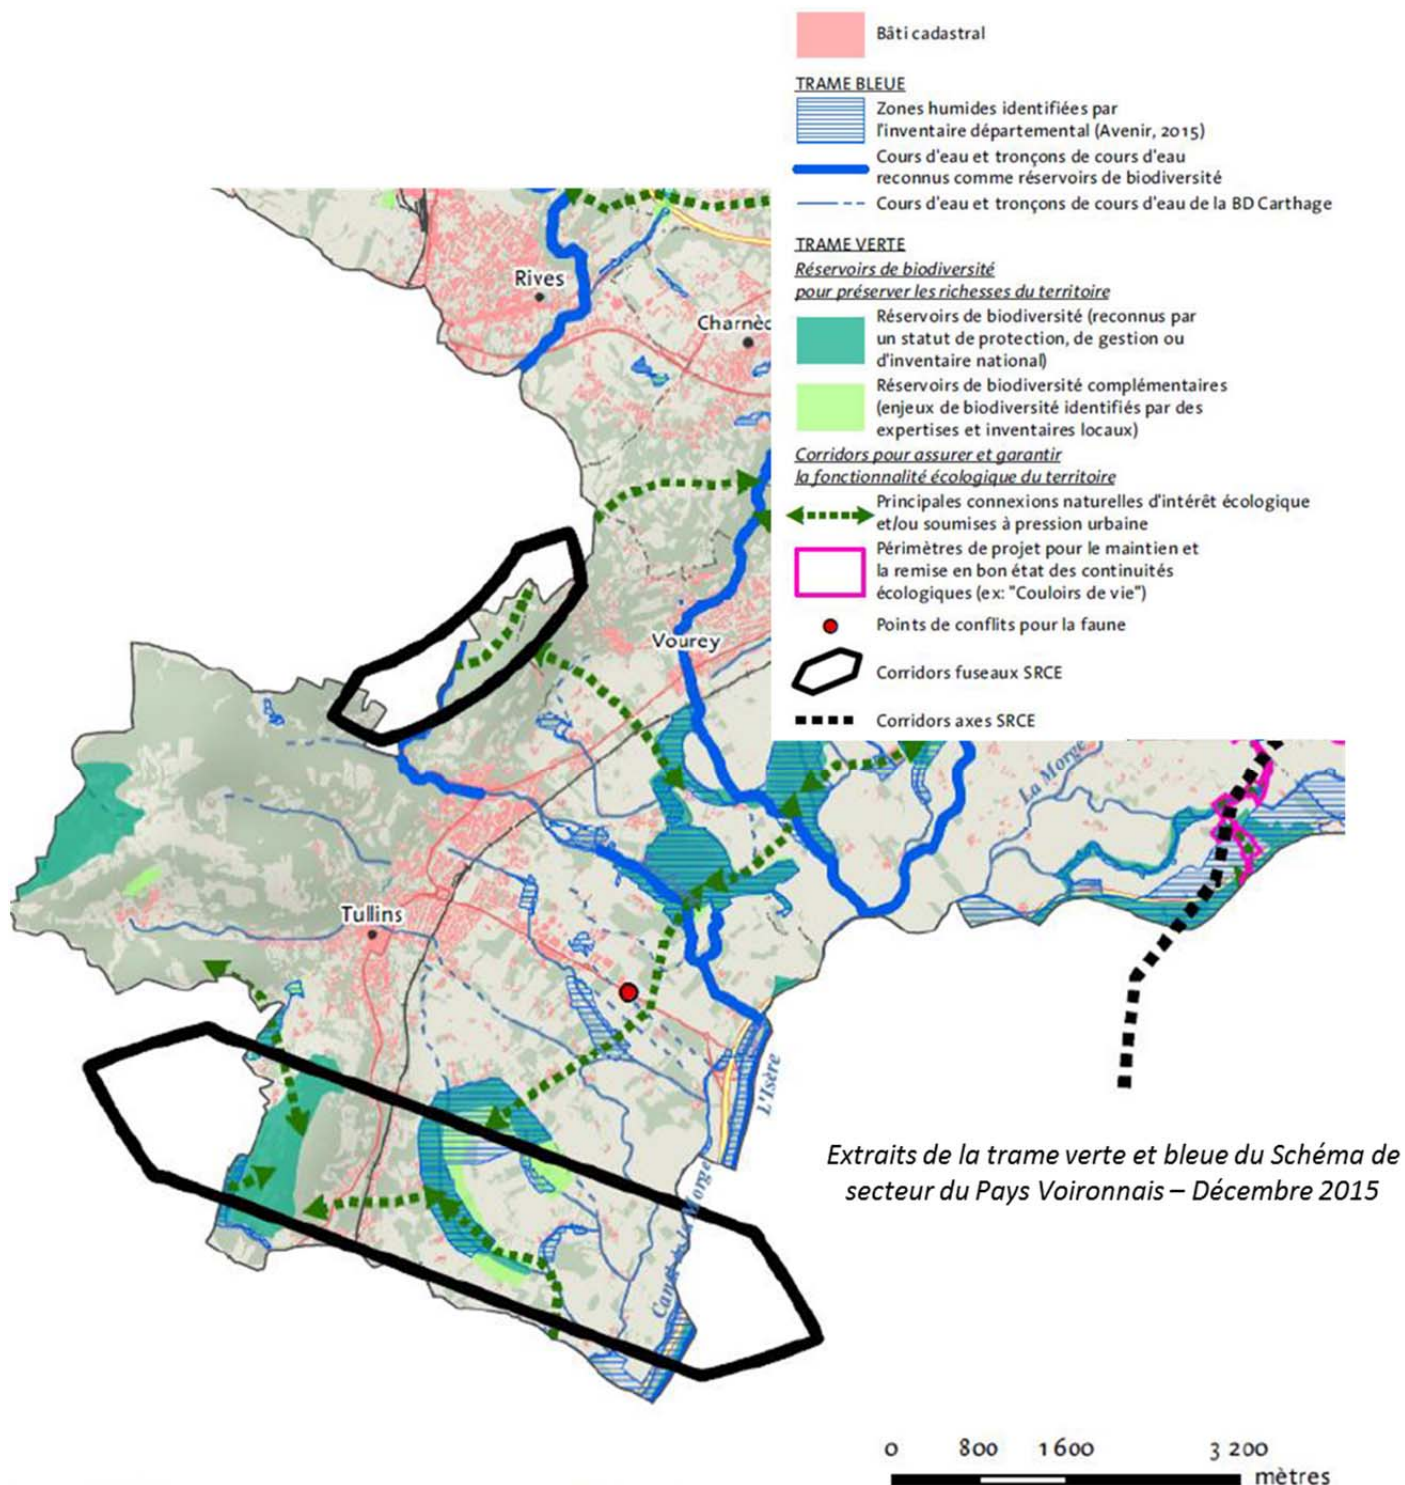 Bâti cadastral
TRAME BLEUE
Zones humides identifiées par
l'inventaire départemental (Avenir, 2015)
Cours d'eau et tronçons de cours d'eau
reconnus comme réservoirs de biodiversité
Cours d'eau et tronçons de cours d'eau de la BD Carthage
TRAME VERTE
Réservoirs de biodiversité
pour préserver les richesses du territoire
Réservoirs de biodiversité (reconnus par
un statut de protection, de gestion ou
d'inventaire national)
Réservoirs de biodiversité complémentaires
(enjeux de biodiversité identifiés par des
expertises et inventaires locaux)
Corridors pour assurer et garantir
la fonctionnalité écologique du territoire
Principales connexions naturelles d'intérêt écologique
et/ou soumises à pression urbaine
Périmètres de projet pour le maintien et
la remise en bon état des continuités
écologiques (ex: "Couloirs de vie")
Points de conflits pour la faune
Corridors fuseaux SRCE
Corridors axes SRCE
Rives
Charnèc
Vourey
La Morge
Tullins
L'Isère
Canal de la Morge
Extraits de la trame verte et bleue du Schéma de
secteur du Pays Voironnais – Décembre 2015
0 800 1 600 3 200
mètres